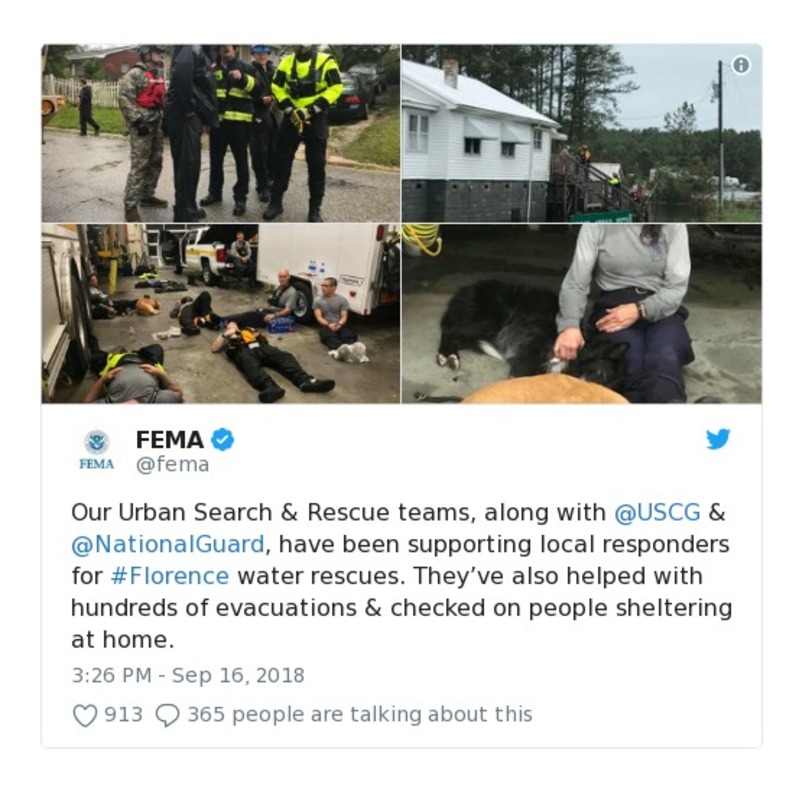 FEMA
@fema
FEMA
Our Urban Search & Rescue teams, along with @USCG &
@NationalGuard, have been supporting local responders
for #Florence water rescues. They’ve also helped with
hundreds of evacuations & checked on people sheltering
at home.
3:26 PM - Sep 16, 2018
913 365 people are talking about this